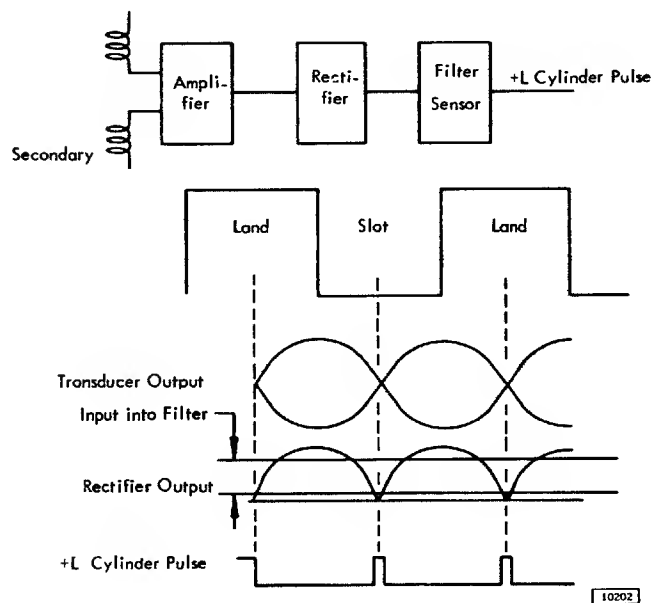 Ampli-
fier
Recti-
fier
Filter
Sensor
+L Cylinder Pulse
Secondary
Land
Slot
Land
Transducer Output
Input into Filter
Rectifier Output
+L Cylinder Pulse
10202